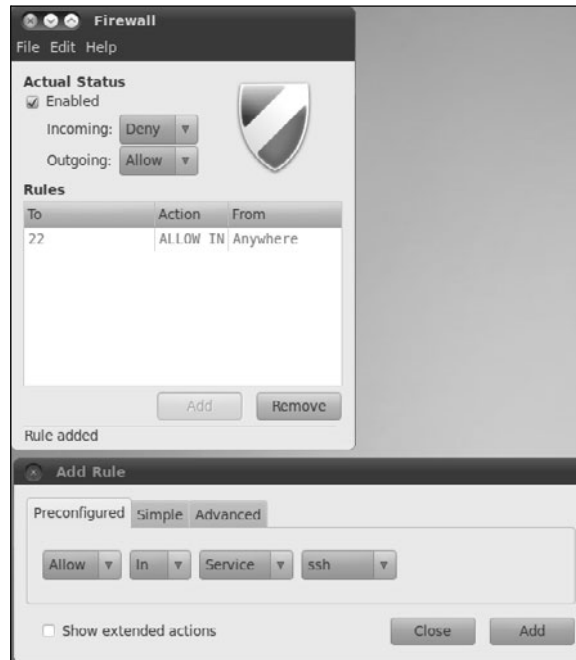 Firewall
File Edit Help
Actual Status
Enabled
Incoming: Deny
Outgoing: Allow
Rules
To Action From
22 ALLOW IN Anywhere
Add Remove
Rule added
Add Rule
Preconfigured Simple Advanced
Allow In Service ssh
Show extended actions Close Add